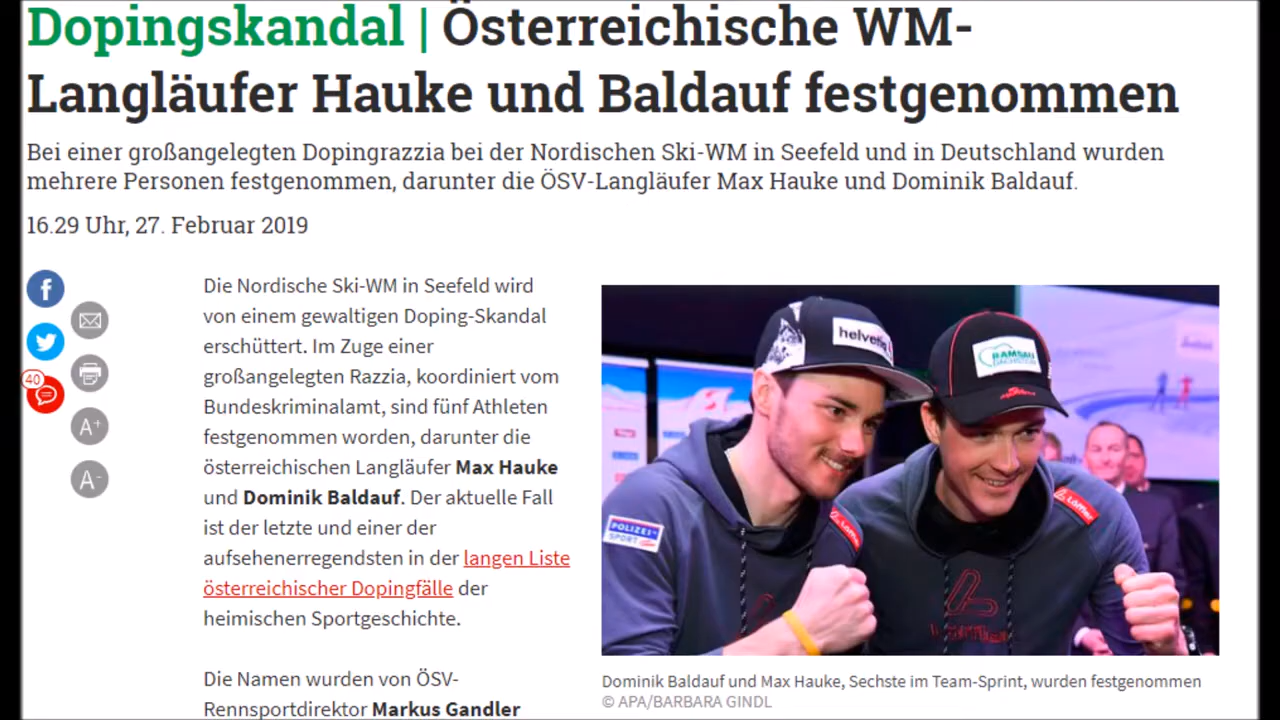 Dopingskandal | Österreichische WM-
Langläufer Hauke und Baldauf festgenommen
Bei einer großangelegten Dopingrazzia bei der Nordischen Ski-WM in Seefeld und in Deutschland wurden
mehrere Personen festgenommen, darunter die ÖSV-Langläufer Max Hauke und Dominik Baldauf.
16.29 Uhr, 27. Februar 2019
40
A+
A-
Die Nordische Ski-WM in Seefeld wird
von einem gewaltigen Doping-Skandal
erschüttert. Im Zuge einer
großangelegten Razzia, koordiniert vom
Bundeskriminalamt, sind fünf Athleten
festgenommen worden, darunter die
österreichischen Langläufer Max Hauke
und Dominik Baldauf. Der aktuelle Fall
ist der letzte und einer der
aufsehenerregendsten in der langen Liste
österreichischer Dopingfälle der
heimischen Sportgeschichte.
Die Namen wurden von ÖSV-
Rennsportdirektor Markus Gandler
helvetia
RAMSAU
POLIZEI
SPORT
Löffler
Löffler
Dominik Baldauf und Max Hauke, Sechste im Team-Sprint, wurden festgenommen
© APA/BARBARA GINDL